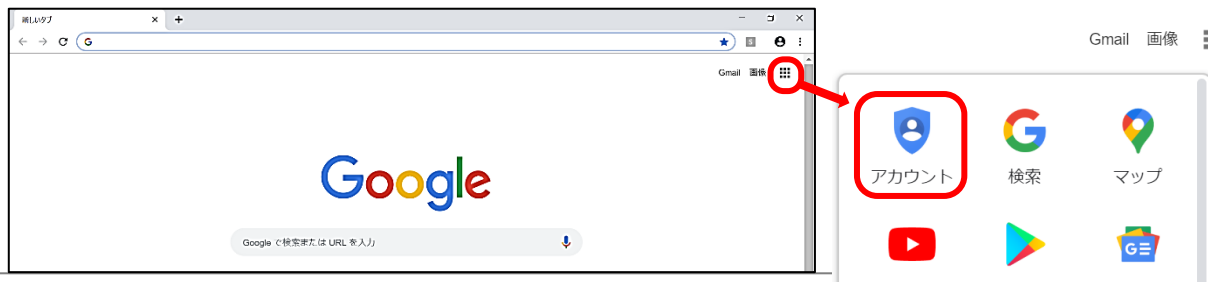 新しいタブ
G
Gmail 画像
Google
Google で検索または URL を入力
Gmail 画像
アカウント 検索 マップ
G